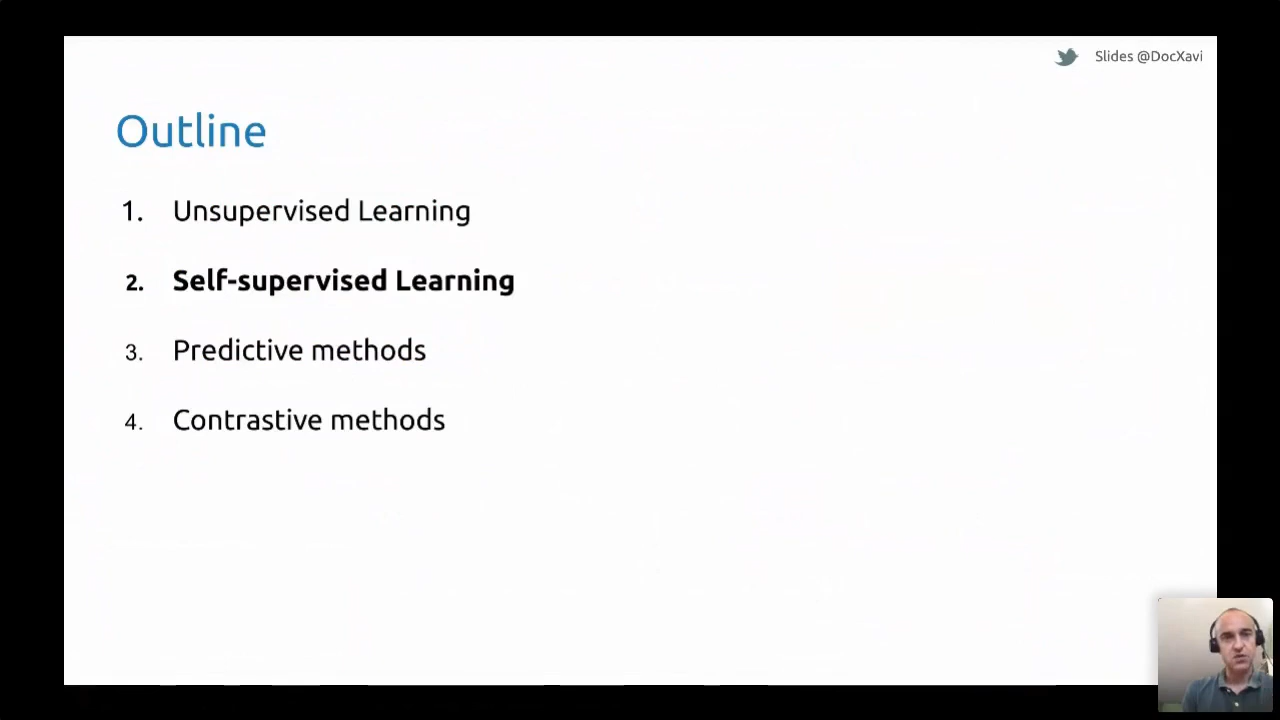 Slides @DocXavi
Outline
1. Unsupervised Learning
2. Self-supervised Learning
3. Predictive methods
4. Contrastive methods